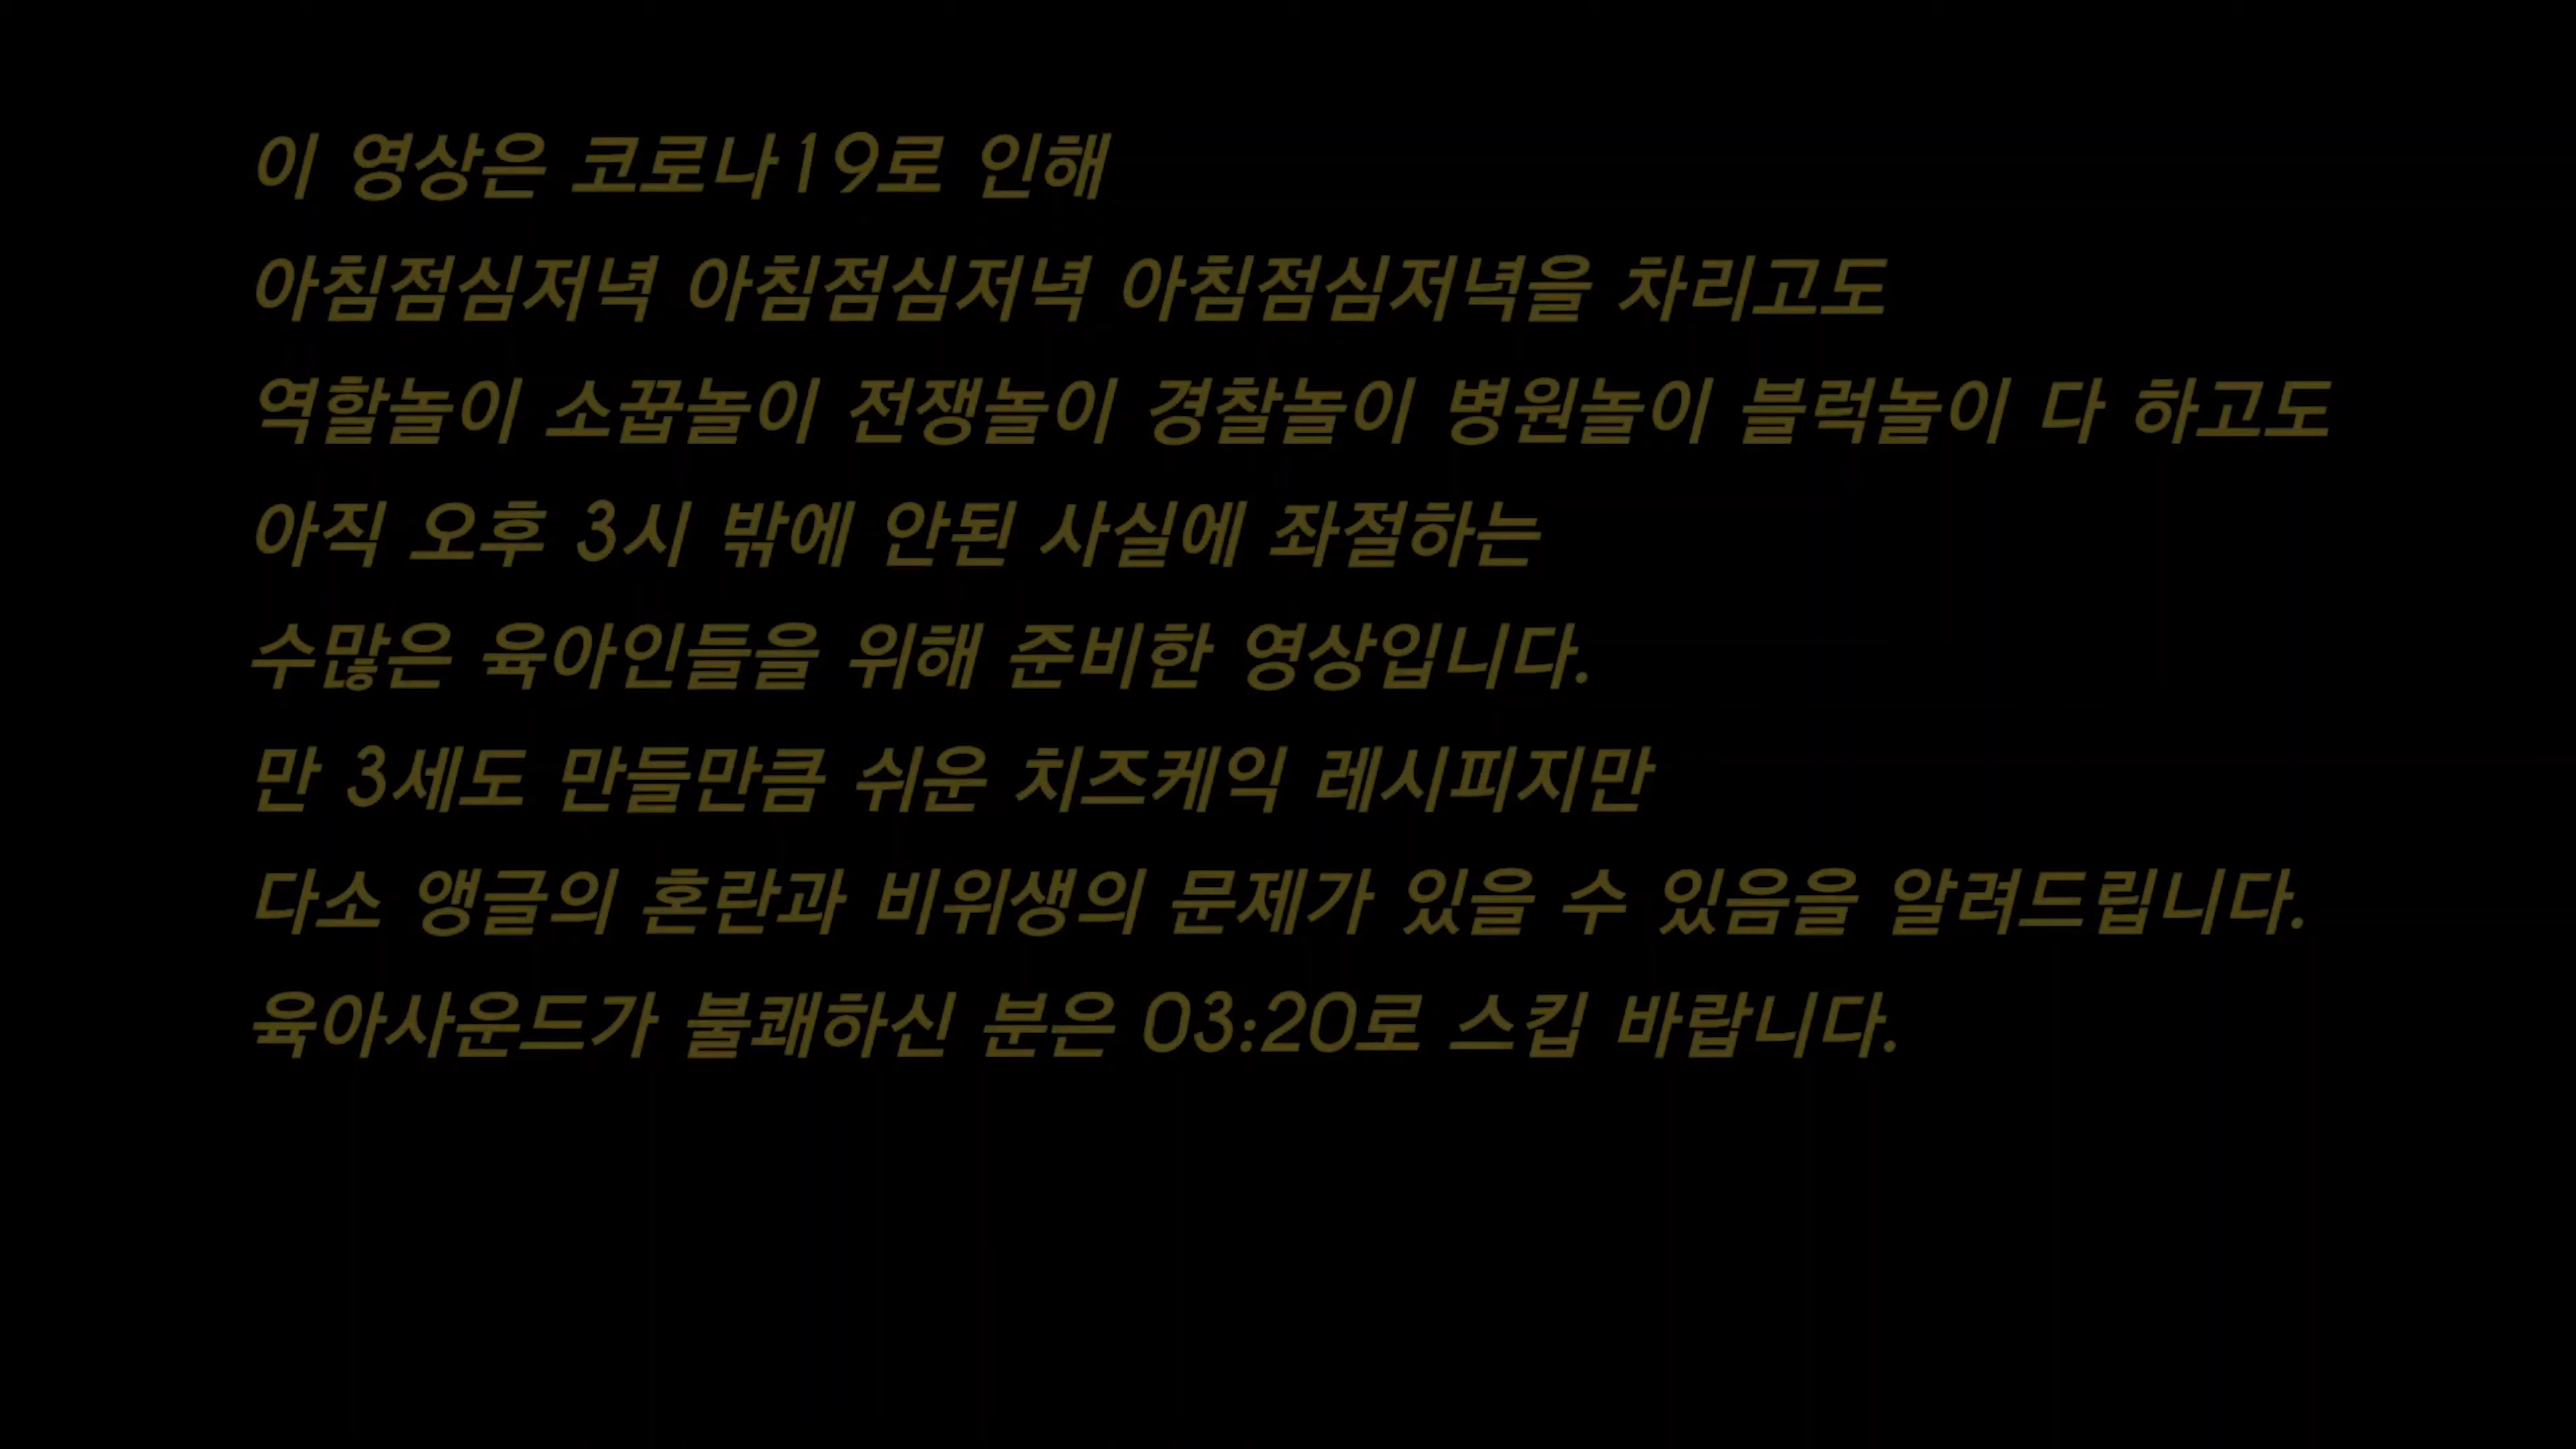 이 영상은 코로나19로 인해
아침점심저녁 아침점심저녁 아침점심저녁을 차리고도
역할놀이 소꿉놀이 전쟁놀이 경찰놀이 병원놀이 블럭놀이 다 하고도
아직 오후 3시 밖에 안된 사실에 좌절하는
수많은 육아인들을 위해 준비한 영상입니다.
만 3세도 만들만큼 쉬운 치즈케익 레시피지만
다소 앵글의 혼란과 비위생의 문제가 있을 수 있음을 알려드립니다.
육아사운드가 불쾌하신 분은 03:20로 스킵 바랍니다.